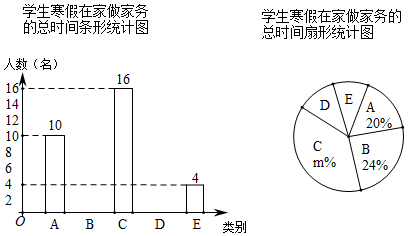 学生寒假在家做家务
的总时间条形统计图
人数（名）
16
14
12
10
8
6
4
2
O
10
16
4
A B C D E 类别
学生寒假在家做家务的
总时间扇形统计图
D
E
A
20%
C
m%
B
24%